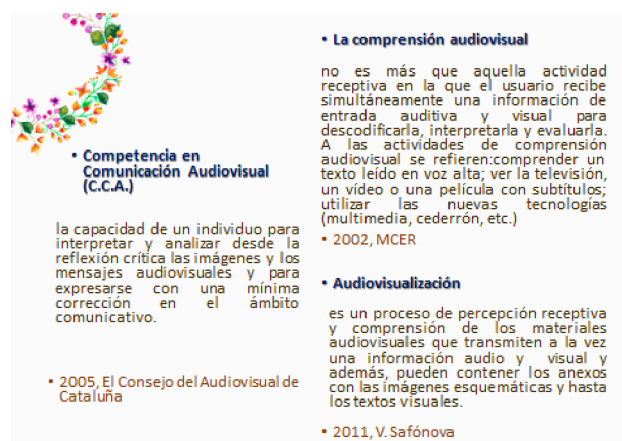 • Competencia en
Comunicación Audiovisual
(C.C.A.)
la capacidad de un individuo para
interpretar y analizar desde la
reflexión crítica las imágenes y los
mensajes audiovisuales y para
expresarse con una mínima
corrección en el ámbito
comunicativo.
• 2005, El Consejo del Audiovisual de
Cataluña
• La comprensión audiovisual
no es más que aquella actividad
receptiva en la que el usuario recibe
simultáneamente una información de
entrada auditiva y visual para
descodificarla, interpretarla y evaluarla.
A las actividades de comprensión
audiovisual se refieren:comprender un
texto leído en voz alta; ver la televisión,
un vídeo o una película con subtítulos;
utilizar las nuevas tecnologías
(multimedia, cederrón, etc.)
• 2002, MCER
• Audiovisualización
es un proceso de percepción receptiva
y comprensión de los materiales
audiovisuales que transmiten a la vez
una información audio y visual y
además, pueden contener los anexos
con las imágenes esquemáticas y hasta
los textos visuales.
• 2011, V. Safónova